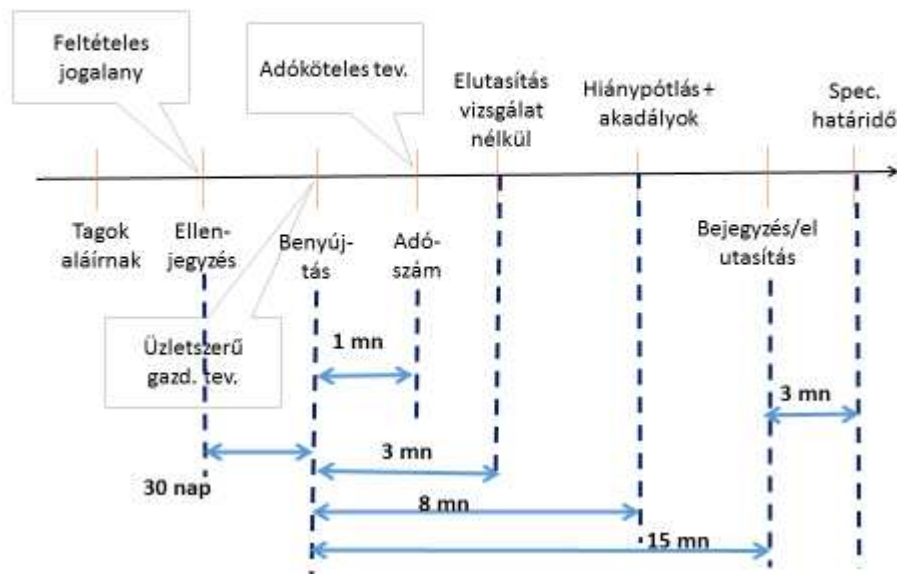 Feltételes
jogalany
Adóköteles tev.
Elutasítás
vizsgálat
nélkül
Hiánypótlás +
akadályok
Spec.
határidő
Tagok
aláírnak
Ellen-
jegyzés
Benyúj-
tás
Adó-
szám
Bejegyzés/el
utasítás
Üzletszerű
gazd. tev.
1 mn
3 mn
3 mn
30 nap
8 mn
15 mn